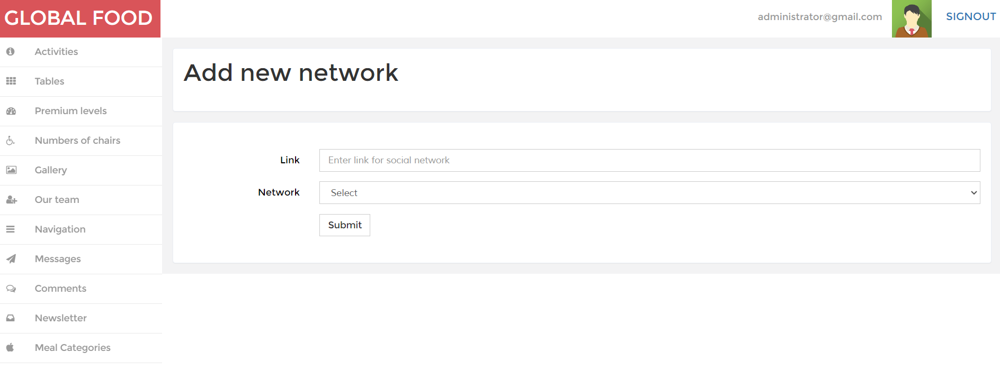 GLOBAL FOOD
administrator@gmail.com
SIGNOUT
Activities
Tables
Premium levels
Numbers of chairs
Gallery
Our team
Navigation
Messages
Comments
Newsletter
Meal Categories
Add new network
Link
Enter link for social network
Network
Select
Submit